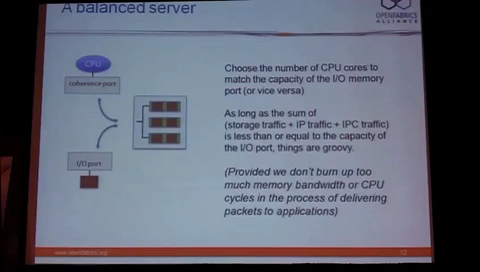 A balanced server
OPENFABRICS
ALLIANCE
CPU
coherence port
I/O port
Choose the number of CPU cores to
match the capacity of the I/O memory
port (or vice versa)
As long as the sum of
(storage traffic + IP traffic + IPC traffic)
is less than or equal to the capacity of
the I/O port, things are groovy.
(Provided we don't burn up too
much memory bandwidth or CPU
cycles in the process of delivering
packets to applications)
www.openfabrics.org
12